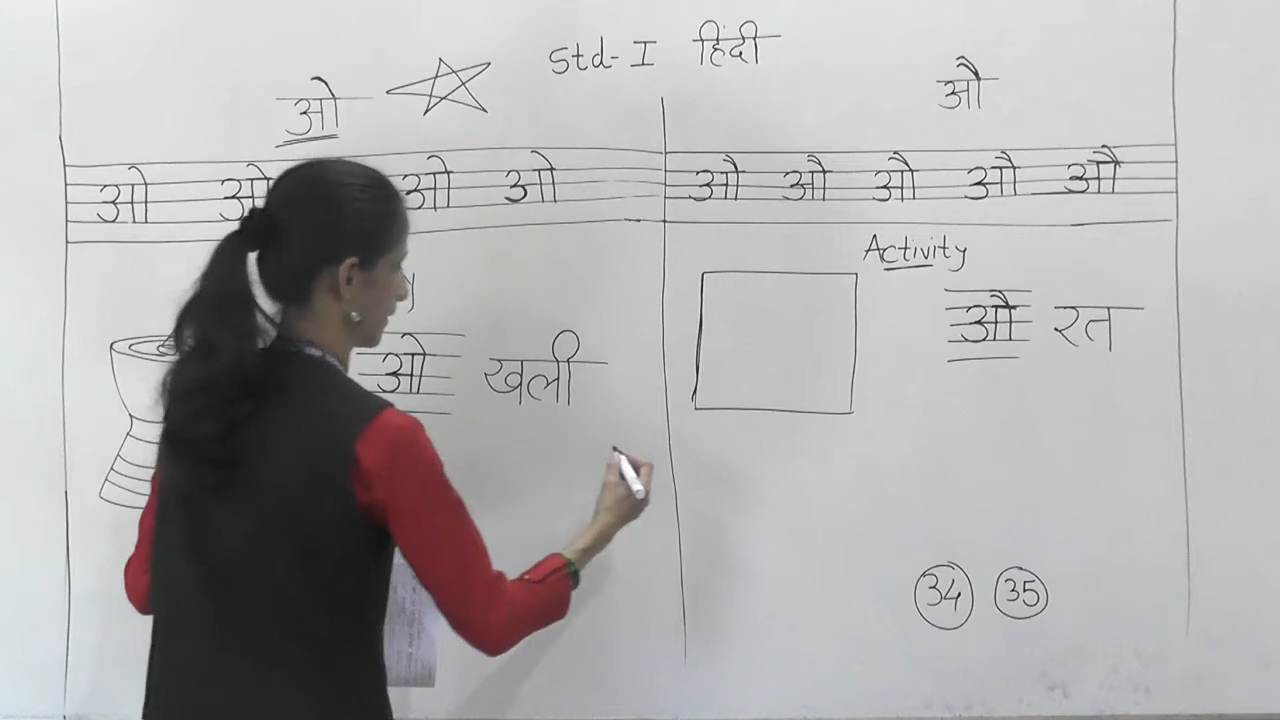 Std-I हिंदी
ओ
औ
ओ ओ ओ ओ
औ औ औ औ औ
Activity
ओ खली
औ रत
34 35